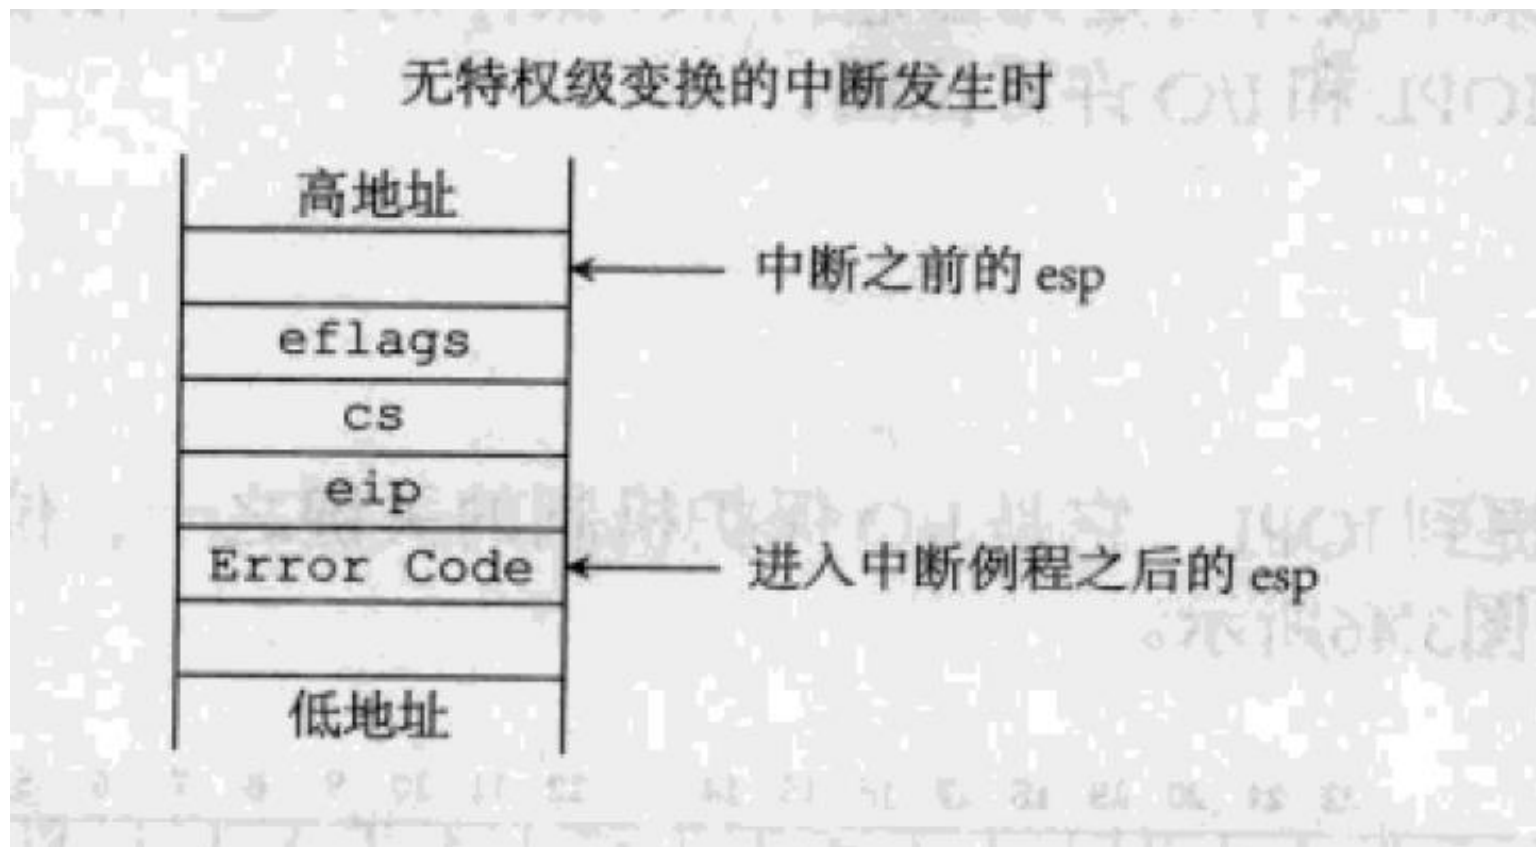 无特权级变换的中断发生时
高地址
中断之前的 esp
eflags
cs
eip
Error Code
进入中断例程之后的 esp
低地址